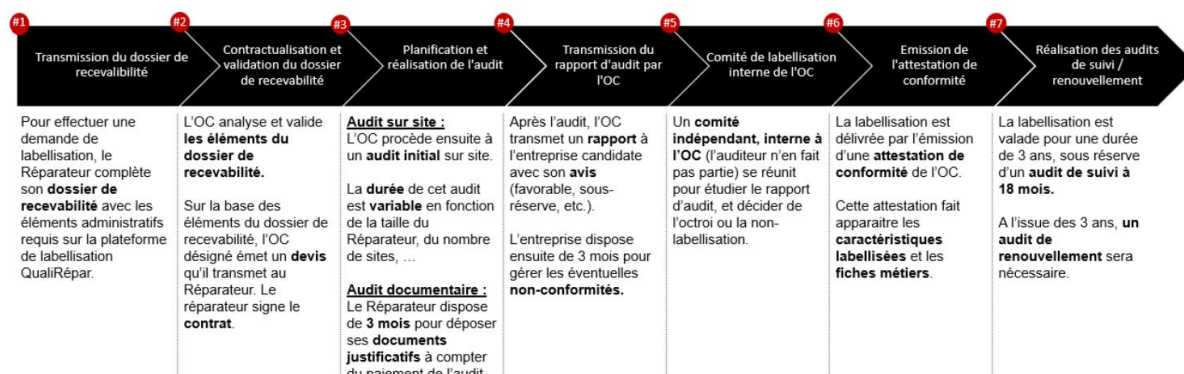 #1
Transmission du dossier de
recevalibilité
#2
Contractualisation et
validation du dossier
de recevabilité
#3
Planification et
réalisation de l'audit
#4
Transmission du
rapport d'audit par
l'OC
#5
Comité de labellisation
interne de l'OC
#6
Emission de
l'attestation de
conformité
#7
Réalisation des audits
de suivi /
renouvellement
Pour effectuer une
demande de
labellisation, le
Réparateur complète
son dossier de
recevabilité avec les
éléments administratifs
requis sur la plateforme
de labellisation
QualiRépar.
L'OC analyse et valide
les éléments du
dossier de
recevabilité.
Sur la base des
éléments du dossier de
recevabilité, l'OC
désigné émet un devis
qu'il transmet au
Réparateur. Le
réparateur signe le
contrat.
Audit sur site :
L'OC procède ensuite à
un audit initial sur site.
La durée de cet audit
est variable en fonction
de la taille du
Réparateur, du nombre
de sites, …
Audit documentaire :
Le Réparateur dispose
de 3 mois pour déposer
ses documents
justificatifs à compter
du paiement de l'audit
Après l'audit, l'OC
transmet un rapport à
l'entreprise candidate
avec son avis
(favorable, sous-
réserve, etc.).
L'entreprise dispose
ensuite de 3 mois pour
gérer les éventuelles
non-conformités.
Un comité
indépendant, interne à
l'OC (l'auditeur n'en fait
pas partie) se réunit
pour étudier le rapport
d'audit, et décider de
l'octroi ou la non-
labellisation.
La labellisation est
délivrée par l'émission
d'une attestation de
conformité de l'OC.
Cette attestation fait
apparaitre les
caractéristiques
labellisées et les
fiches métiers.
La labellisation est
valade pour une durée
de 3 ans, sous réserve
d'un audit de suivi à
18 mois.
A l'issue des 3 ans, un
audit de
renouvellement sera
nécessaire.